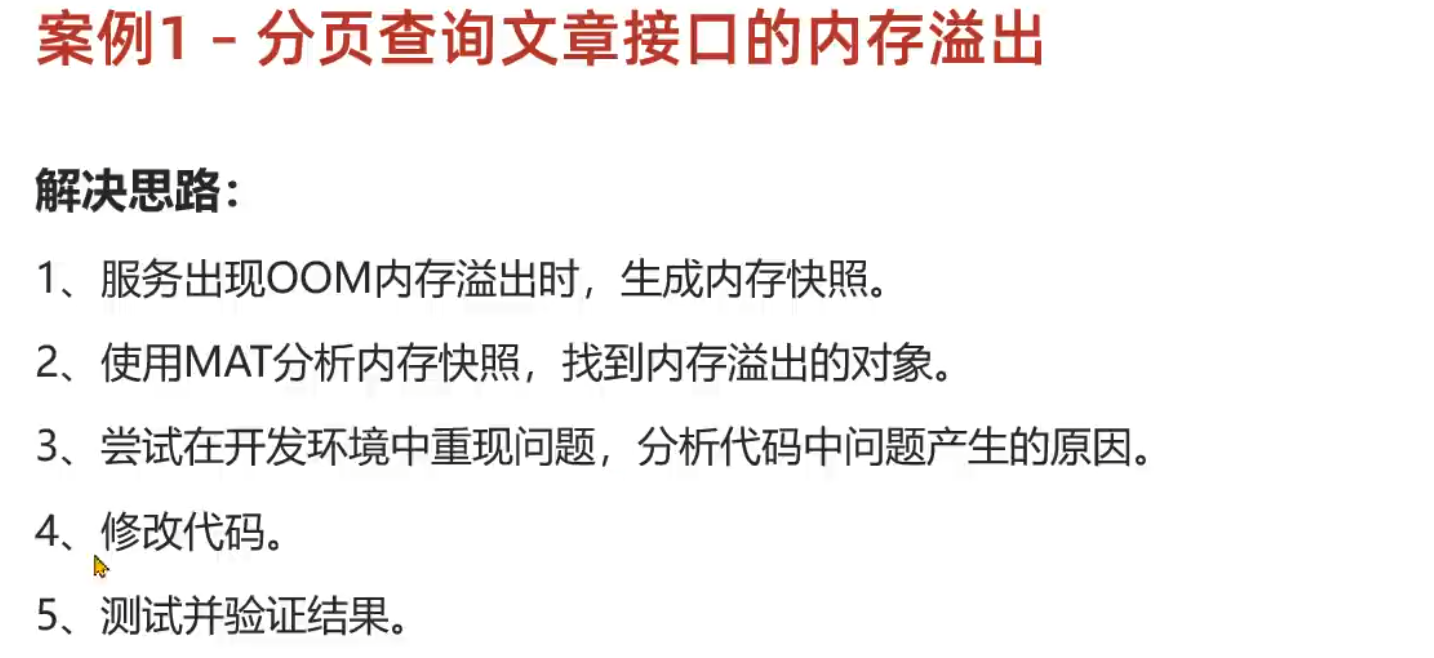 案例1 – 分页查询文章接口的内存溢出
解决思路：
1、服务出现OOM内存溢出时，生成内存快照。
2、使用MAT分析内存快照，找到内存溢出的对象。
3、尝试在开发环境中重现问题，分析代码中问题产生的原因。
4、修改代码。
5、测试并验证结果。